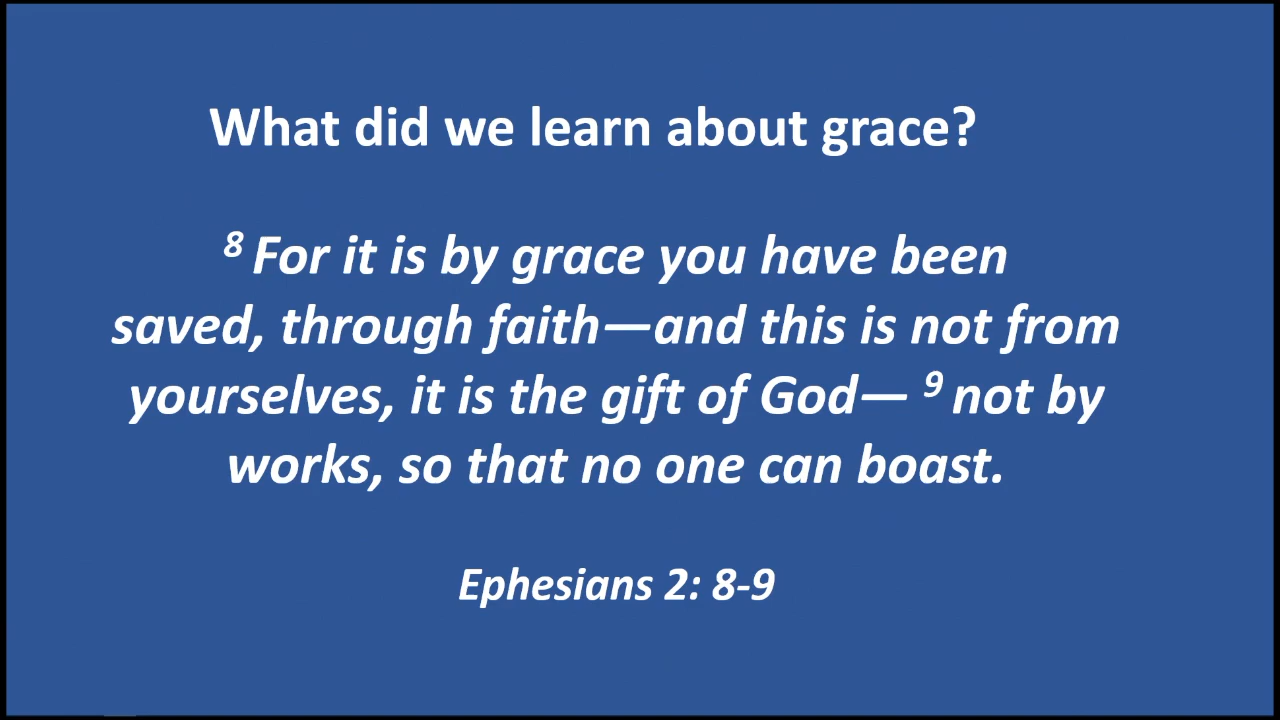 What did we learn about grace?
⁸ For it is by grace you have been
saved, through faith—and this is not from
yourselves, it is the gift of God— ⁹ not by
works, so that no one can boast.
Ephesians 2: 8-9